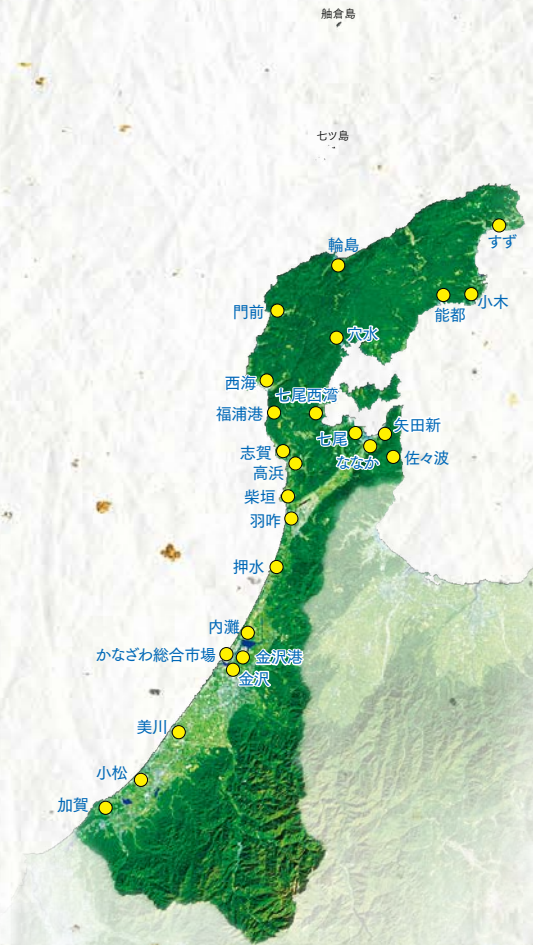 舳倉島
七ツ島
すず
輪島
小木
能都
門前
穴水
西海
七尾西湾
福浦港
矢田新
七尾
志賀
ななか
佐々波
高浜
柴垣
羽咋
押水
内灘
かなざわ総合市場
金沢港
金沢
美川
小松
加賀